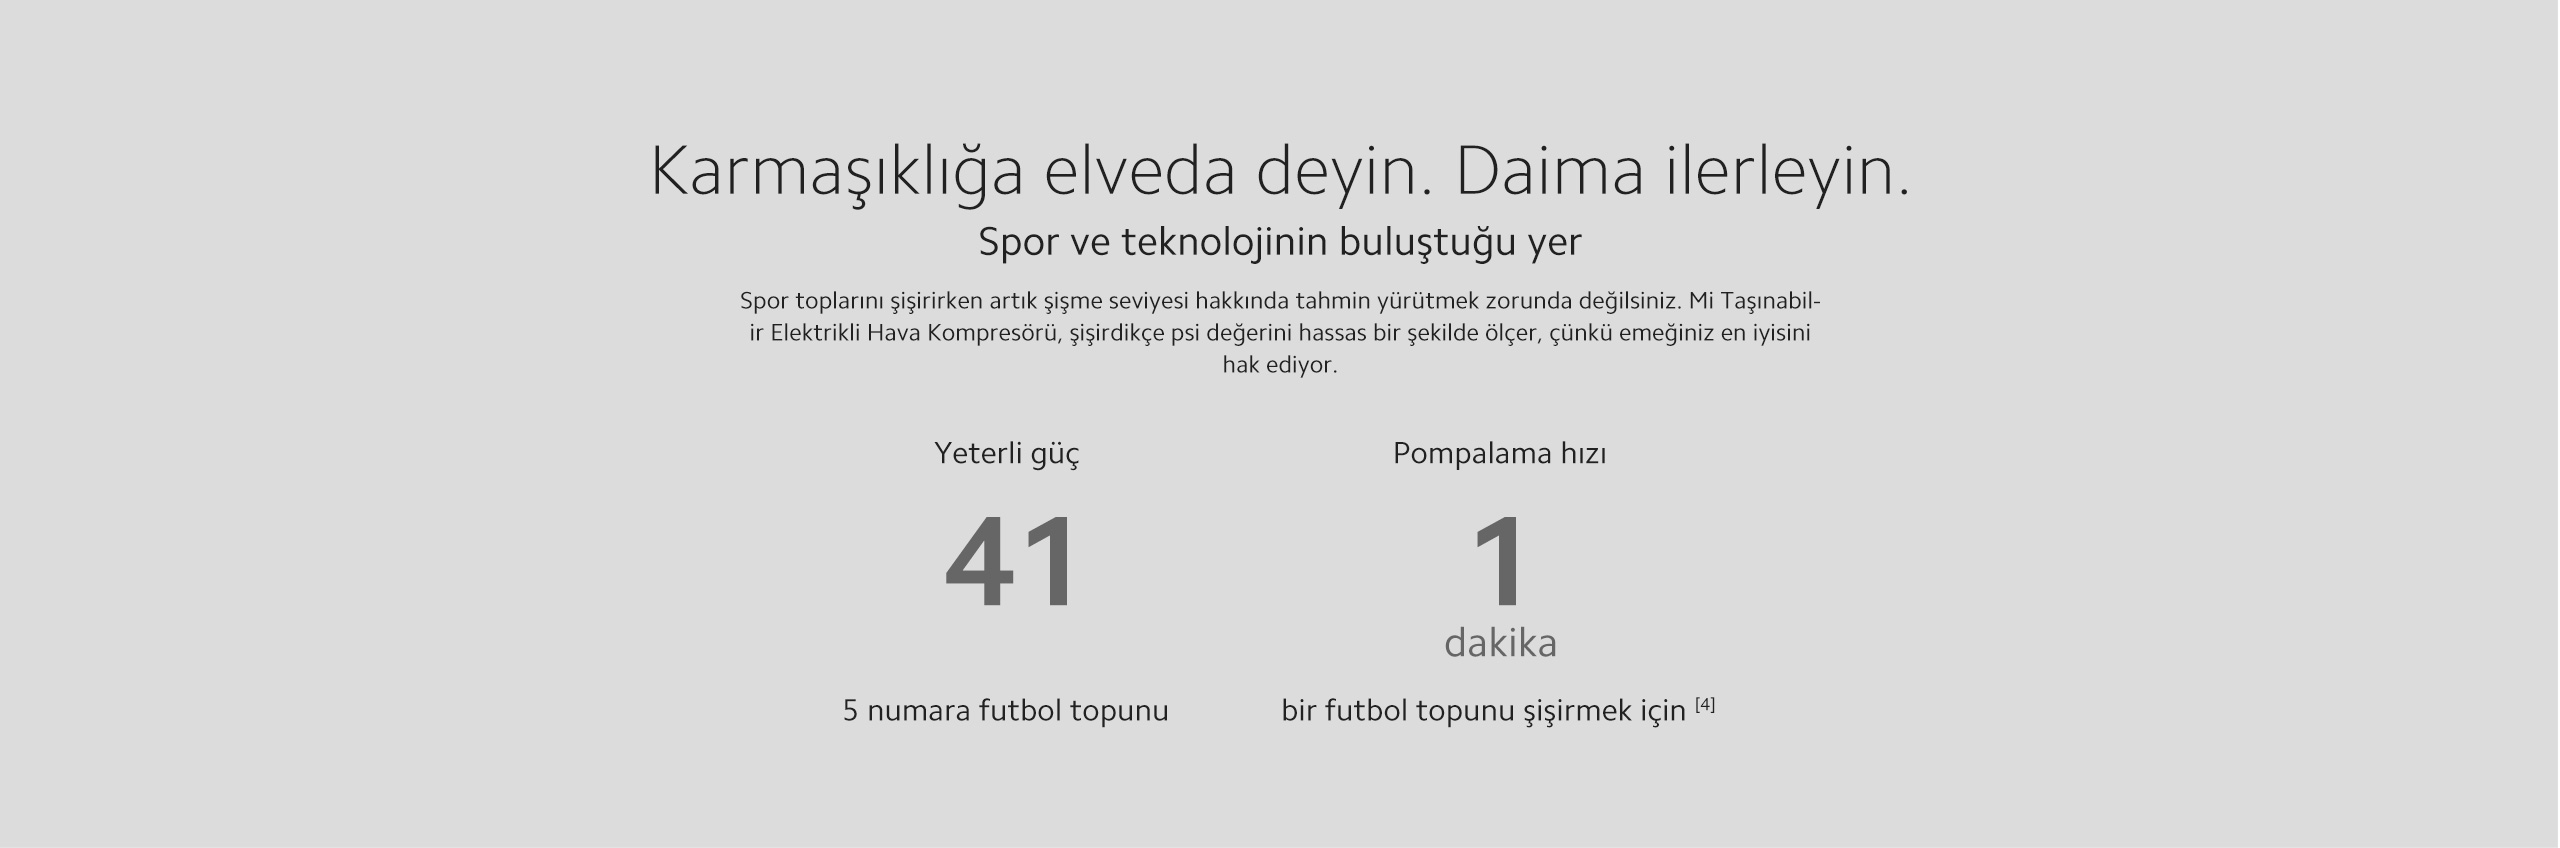 Karmaşıklığa elveda deyin. Daima ilerleyin.
Spor ve teknolojinin buluştuğu yer
Spor toplarını şişirirken artık şişme seviyesi hakkında tahmin yürütmek zorunda değilsiniz. Mi Taşınabil-
ir Elektrikli Hava Kompresörü, şişirdikçe psi değerini hassas bir şekilde ölçer, çünkü emeğiniz en iyisini
hak ediyor.
Yeterli güç
41
5 numara futbol topunu
Pompalama hızı
1
dakika
bir futbol topunu şişirmek için [4]